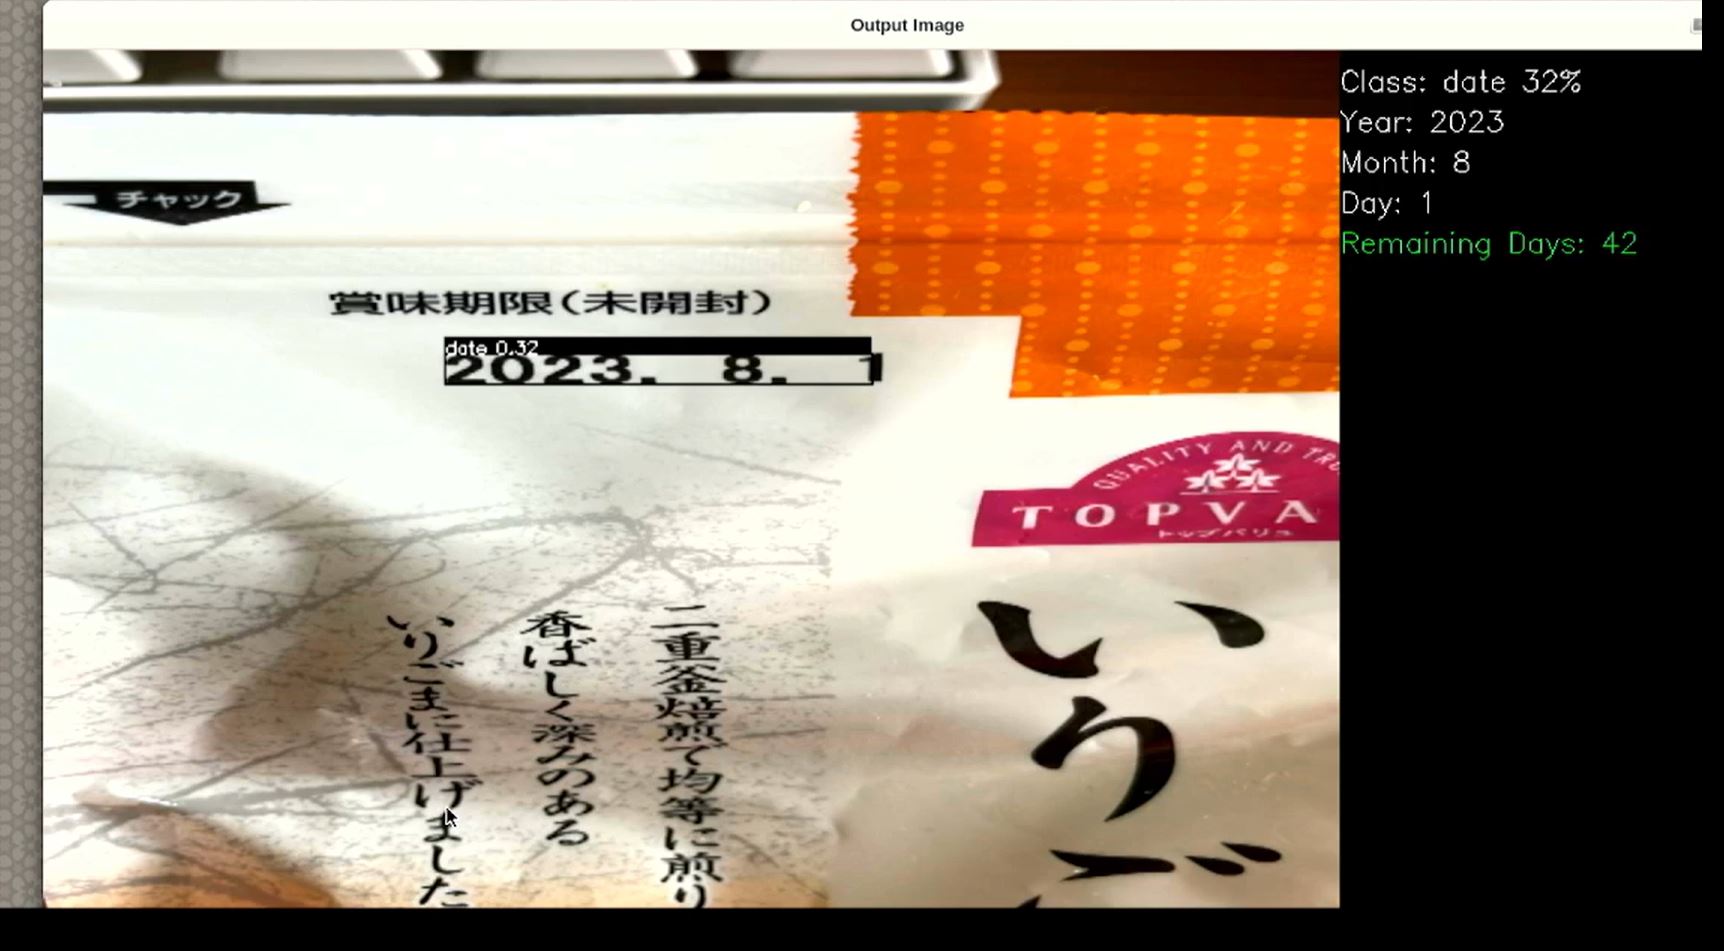 Output Image
Class: date 32%
Year: 2023
Month: 8
Day: 1
Remaining Days: 42
チャック
賞味期限(未開封)
date 0.32
2023. 8. 1
QUALITY AND
TOPVA
トップバリュ
いりご
二重釜焙煎で均等に煎り
香ばしく深みのある
いりごまに仕上げました